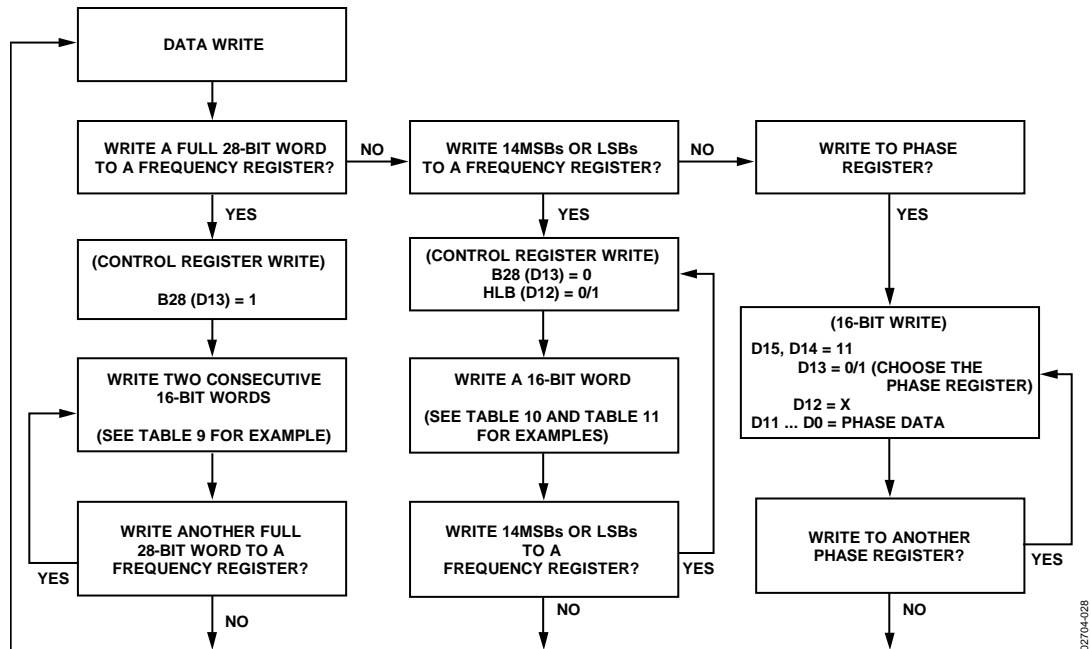 DATA WRITE
WRITE A FULL 28-BIT WORD
TO A FREQUENCY REGISTER?
NO
WRITE 14MSBs OR LSBs
TO A FREQUENCY REGISTER?
NO
WRITE TO PHASE
REGISTER?
YES
YES
YES
(CONTROL REGISTER WRITE)
B28 (D13) = 1
(CONTROL REGISTER WRITE)
B28 (D13) = 0
HLB (D12) = 0/1
(16-BIT WRITE)
D15, D14 = 11
D13 = 0/1 (CHOOSE THE
PHASE REGISTER)
D12 = X
D11 ... D0 = PHASE DATA
WRITE TWO CONSECUTIVE
16-BIT WORDS
(SEE TABLE 9 FOR EXAMPLE)
WRITE A 16-BIT WORD
(SEE TABLE 10 AND TABLE 11
FOR EXAMPLES)
WRITE ANOTHER FULL
28-BIT WORD TO A
FREQUENCY REGISTER?
YES
NO
WRITE 14MSBs OR LSBs
TO A
FREQUENCY REGISTER?
YES
NO
WRITE TO ANOTHER
PHASE REGISTER?
YES
NO
02704-028